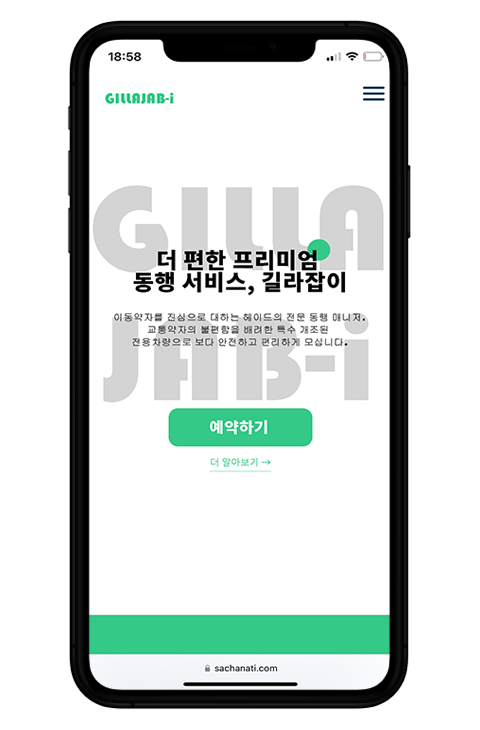 18:58
GILLAJAB-i
GILLA
JAB-i
더 편한 프리미엄
동행 서비스, 길라잡이
이동약자를 진심으로 대하는 헤이드의 전문 동행 매니저.
교통약자의 불편함을 배려한 특수 개조된
전용차량으로 보다 안전하고 편리하게 모십니다.
예약하기
더 알아보기 →
sachanati.com